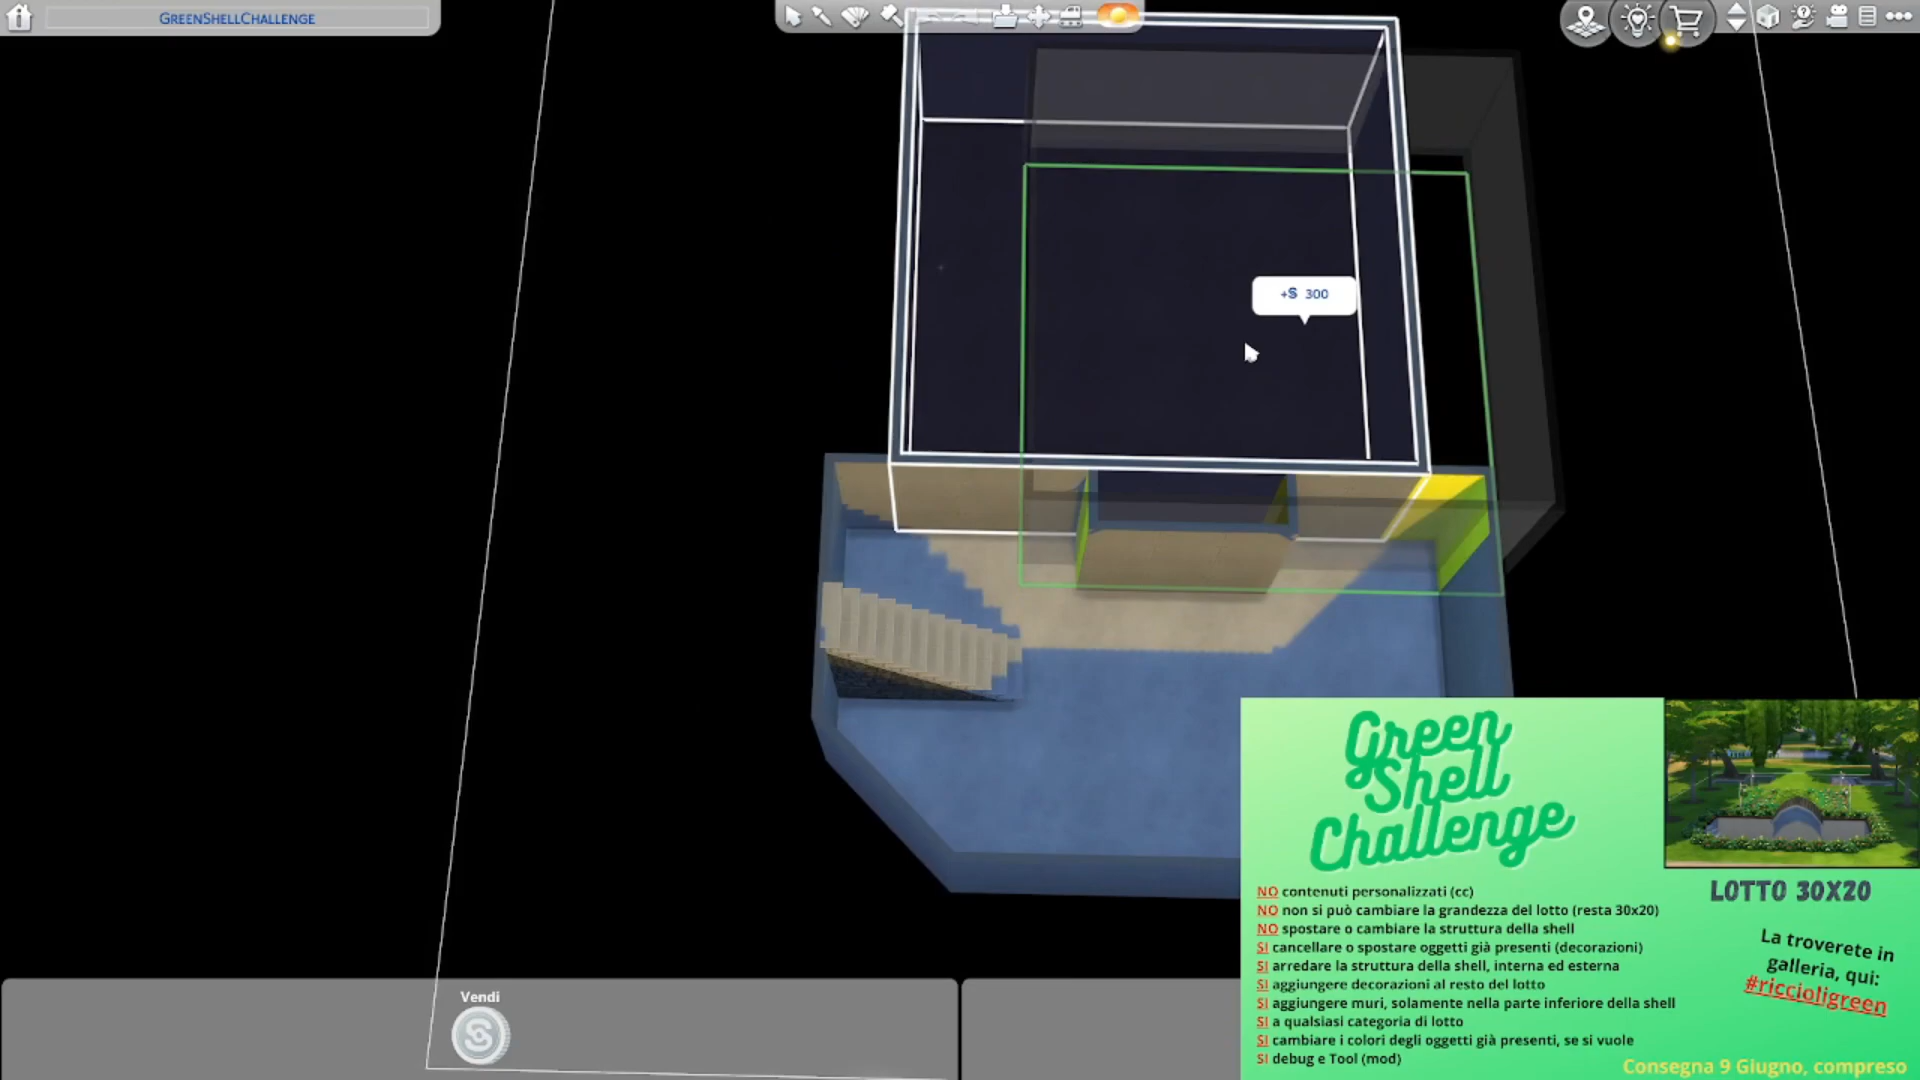 GREENSHELLCHALLENGE
+§ 300
Vendi
Green
Shell
Challenge
LOTTO 30X20
La troverete in
galleria, qui:
#riccioligreen
NO contenuti personalizzati (cc)
NO non si può cambiare la grandezza del lotto (resta 30x20)
NO spostare o cambiare la struttura della shell
SI cancellare o spostare oggetti già presenti (decorazioni)
SI arredare la struttura della shell, interna ed esterna
SI aggiungere decorazioni al resto del lotto
SI aggiungere muri, solamente nella parte inferiore della shell
SI a qualsiasi categoria di lotto
SI cambiare i colori degli oggetti già presenti, se si vuole
SI debug e Tool (mod)
Consegna 9 Giugno, compreso